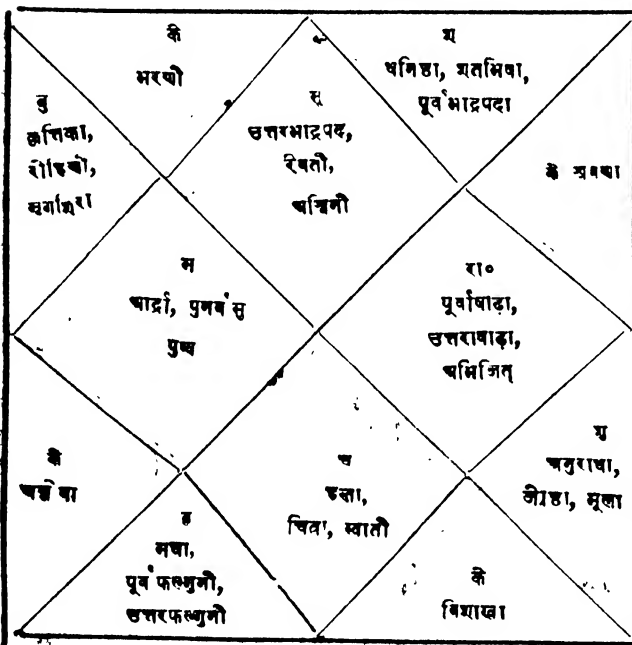 के
भरणी
सू
उत्तरभाद्रपद,
रेवती,
अश्विनी
श
धनिष्ठा, शतभिषा,
पूर्वभाद्रपदा
बु
कृत्तिका,
रोहिणी,
मृगशिरा
के श्रवणा
म
आर्द्रा, पुनर्वसु
पुष्य
रा०
पूर्वाषाढ़ा,
उत्तराषाढ़ा,
अभिजित्
के
अश्लेषा
च
हस्ता,
चित्रा, स्वाती
शु
अनुराधा,
ज्येष्ठा, मूला
वृ
मघा,
पूर्वफल्गुनी,
उत्तरफल्गुनी
के
विशाखा